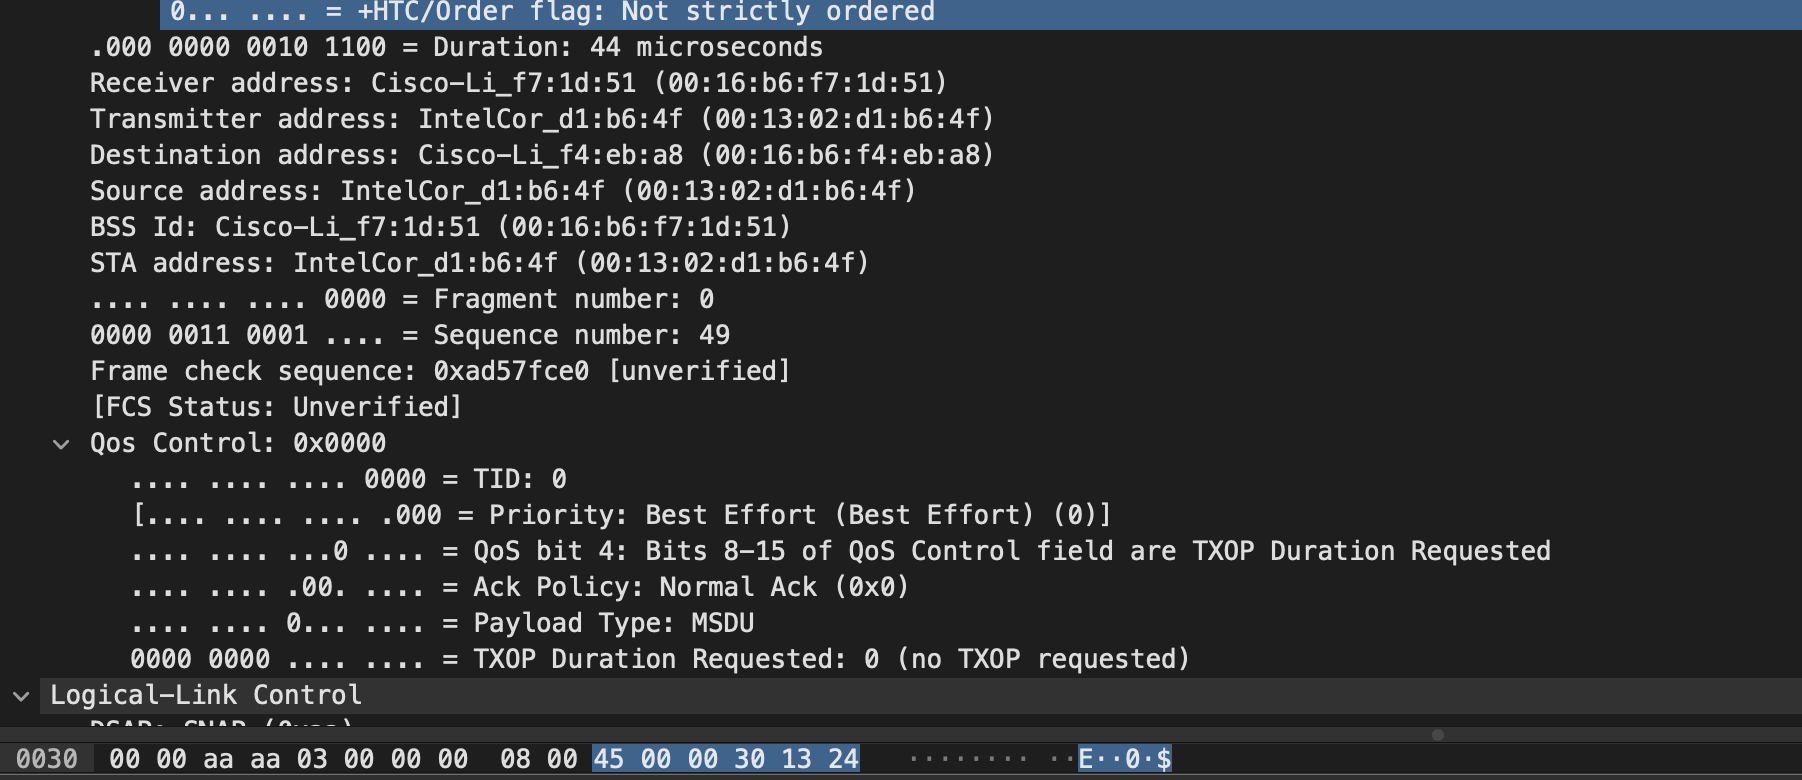 0... .... = +HTC/Order flag: Not strictly ordered
.000 0000 0010 1100 = Duration: 44 microseconds
Receiver address: Cisco-Li_f7:1d:51 (00:16:b6:f7:1d:51)
Transmitter address: IntelCor_d1:b6:4f (00:13:02:d1:b6:4f)
Destination address: Cisco-Li_f4:eb:a8 (00:16:b6:f4:eb:a8)
Source address: IntelCor_d1:b6:4f (00:13:02:d1:b6:4f)
BSS Id: Cisco-Li_f7:1d:51 (00:16:b6:f7:1d:51)
STA address: IntelCor_d1:b6:4f (00:13:02:d1:b6:4f)
.... .... .... 0000 = Fragment number: 0
0000 0011 0001 .... = Sequence number: 49
Frame check sequence: 0xad57fce0 [unverified]
[FCS Status: Unverified]
Qos Control: 0x0000
.... .... .... 0000 = TID: 0
[.... .... .... .000 = Priority: Best Effort (Best Effort) (0)]
.... .... ...0 .... = QoS bit 4: Bits 8-15 of QoS Control field are TXOP Duration Requested
.... .... .00. .... = Ack Policy: Normal Ack (0x0)
.... .... 0... .... = Payload Type: MSDU
0000 0000 .... .... = TXOP Duration Requested: 0 (no TXOP requested)
Logical-Link Control
DSAP: SNAP (0xaa)
0030 00 00 aa aa 03 00 00 00 08 00 45 00 00 30 13 24 ········ ··E··0·$